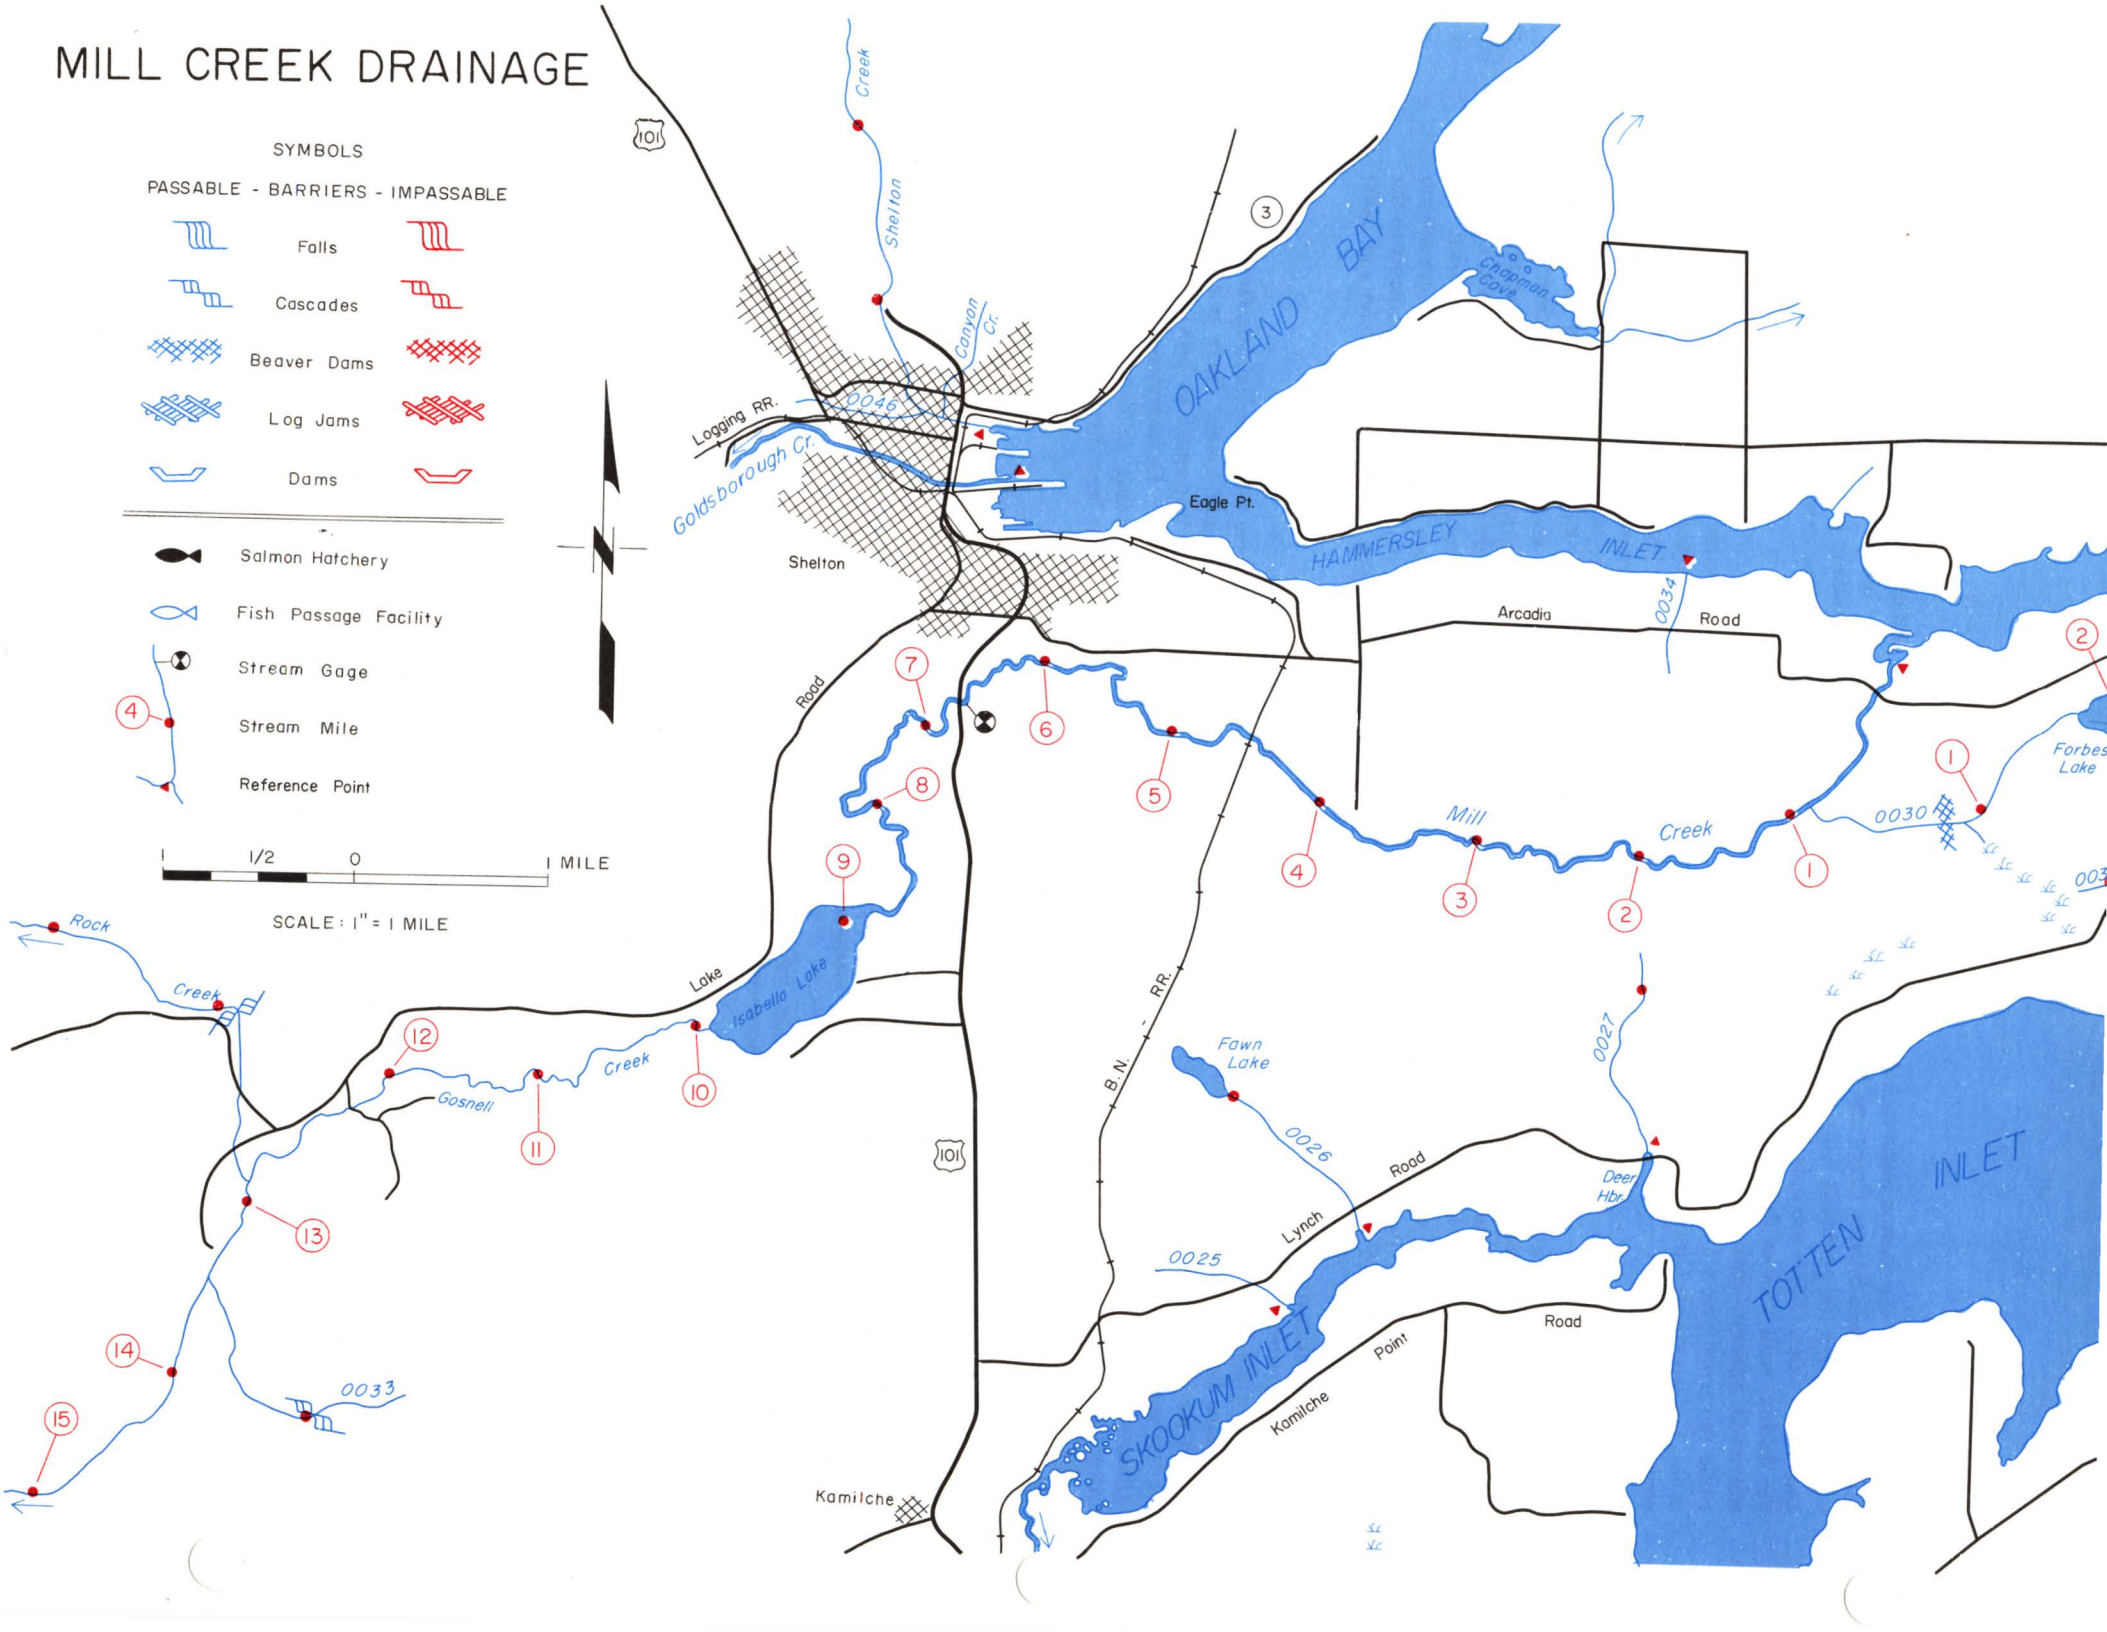 MILL CREEK DRAINAGE
SYMBOLS
PASSABLE - BARRIERS - IMPASSABLE
Falls
Cascades
Beaver Dams
Log Jams
Dams
Salmon Hatchery
Fish Passage Facility
Stream Gage
4
Stream Mile
Reference Point
1 1/2 0 1 MILE
SCALE: 1" = 1 MILE
N
101
Creek
Shelton
Canyon
Cr.
3
OAKLAND BAY
Chapman
Cove
Logging RR.
0046
Goldsborough Cr.
Shelton
Eagle Pt.
HAMMERSLEY INLET
0034
Arcadia Road
2
Forbes
Lake
1
0030
003
Road
7
6
5
8
9
4
Mill Creek
3
2
1
Rock
Creek
Lake
Isabella Lake
12
Gosnell Creek
11
10
13
14
15
0033
101
B.N. RR.
Fawn
Lake
0026
0027
0025
Lynch Road
Deer
Hbr.
SKOOKUM INLET
TOTTEN INLET
Kamilche Point Road
Kamilche